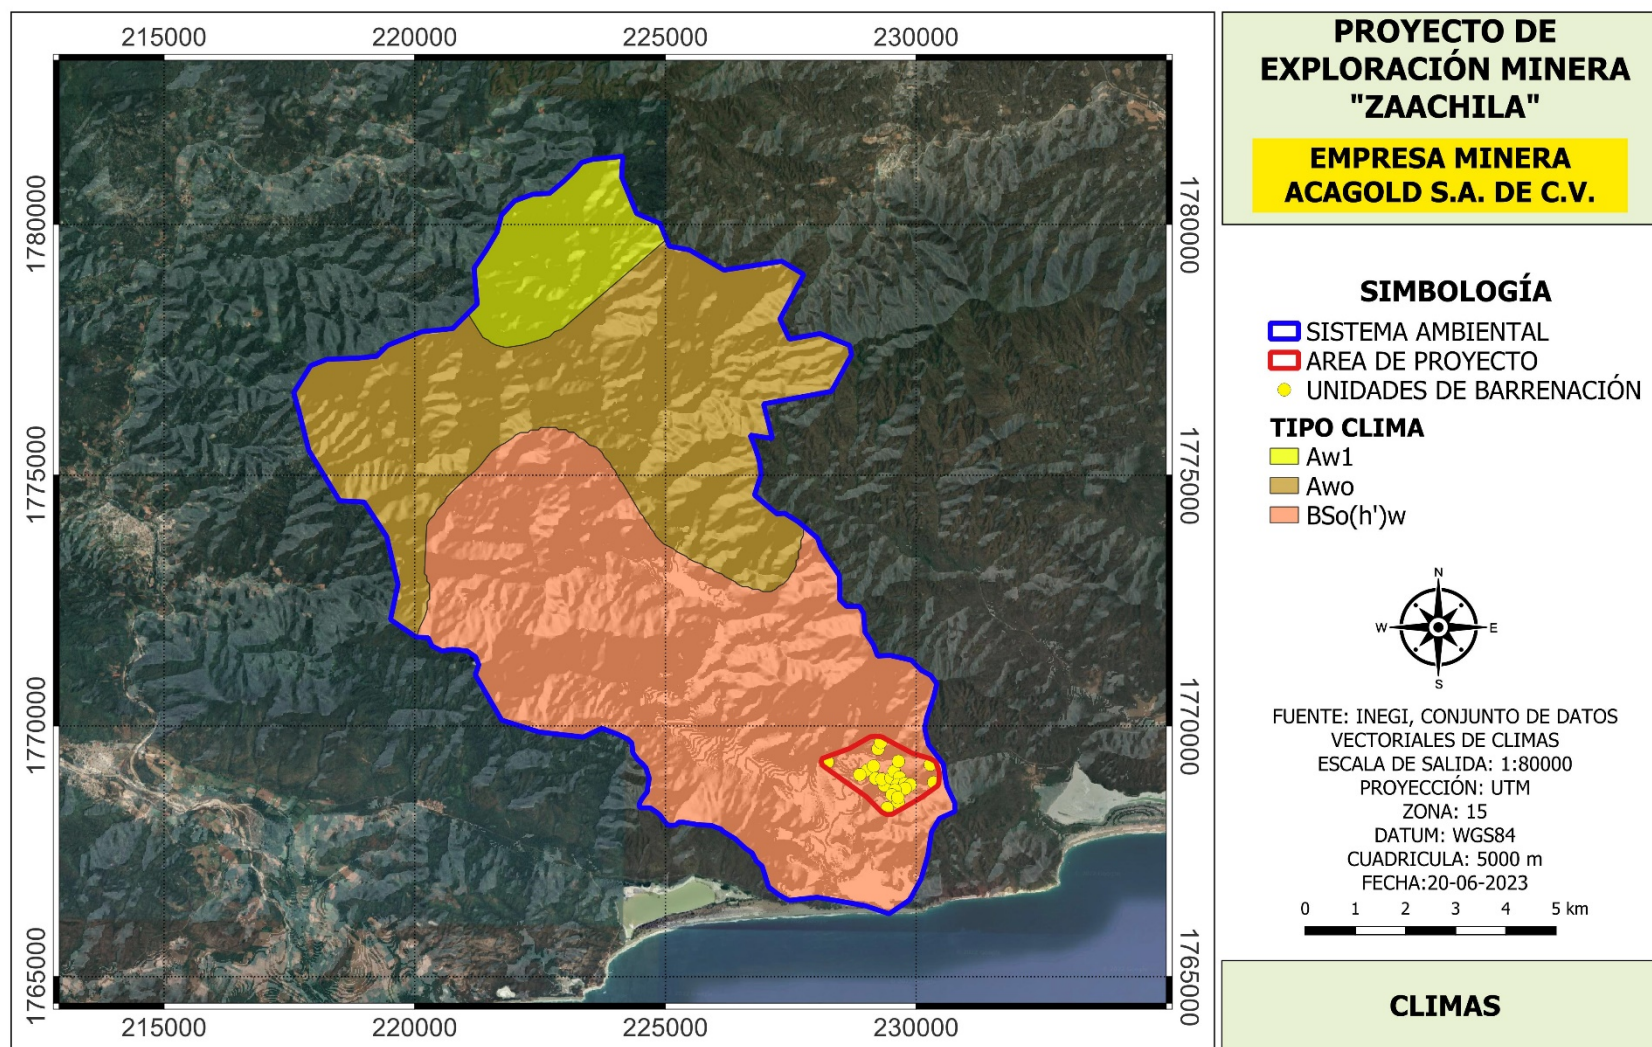 215000 220000 225000 230000
1780000
1775000
1770000
1765000
1780000
1775000
1770000
1765000
215000 220000 225000 230000
PROYECTO DE
EXPLORACIÓN MINERA
"ZAACHILA"
EMPRESA MINERA
ACAGOLD S.A. DE C.V.
SIMBOLOGÍA
SISTEMA AMBIENTAL
AREA DE PROYECTO
UNIDADES DE BARRENACIÓN
TIPO CLIMA
Aw1
Awo
BSo(h')w
N
W E
S
FUENTE: INEGI, CONJUNTO DE DATOS
VECTORIALES DE CLIMAS
ESCALA DE SALIDA: 1:80000
PROYECCIÓN: UTM
ZONA: 15
DATUM: WGS84
CUADRICULA: 5000 m
FECHA:20-06-2023
0 1 2 3 4 5 km
CLIMAS